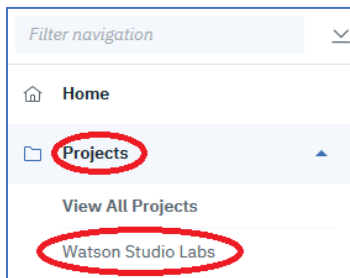 Filter navigation
Home
Projects
View All Projects
Watson Studio Labs